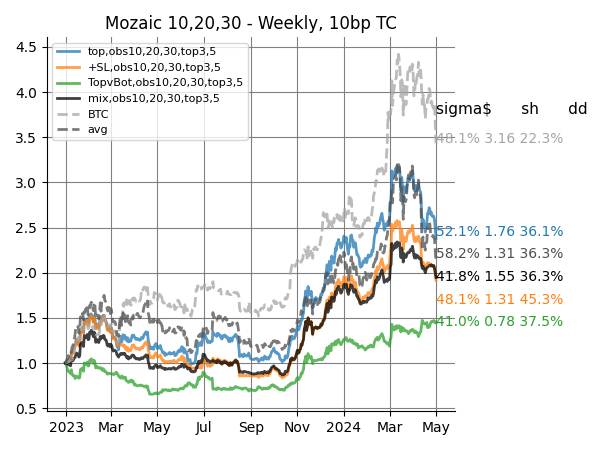 Mozaic 10,20,30 - Weekly, 10bp TC
top,obs10,20,30,top3,5
+SL,obs10,20,30,top3,5
TopvBot,obs10,20,30,top3,5
mix,obs10,20,30,top3,5
BTC
avg
4.5
4.0
3.5
3.0
2.5
2.0
1.5
1.0
0.5
sigma$ sh dd
48.1% 3.16 22.3%
52.1% 1.76 36.1%
58.2% 1.31 36.3%
41.8% 1.55 36.3%
48.1% 1.31 45.3%
41.0% 0.78 37.5%
2023 Mar May Jul Sep Nov 2024 Mar May